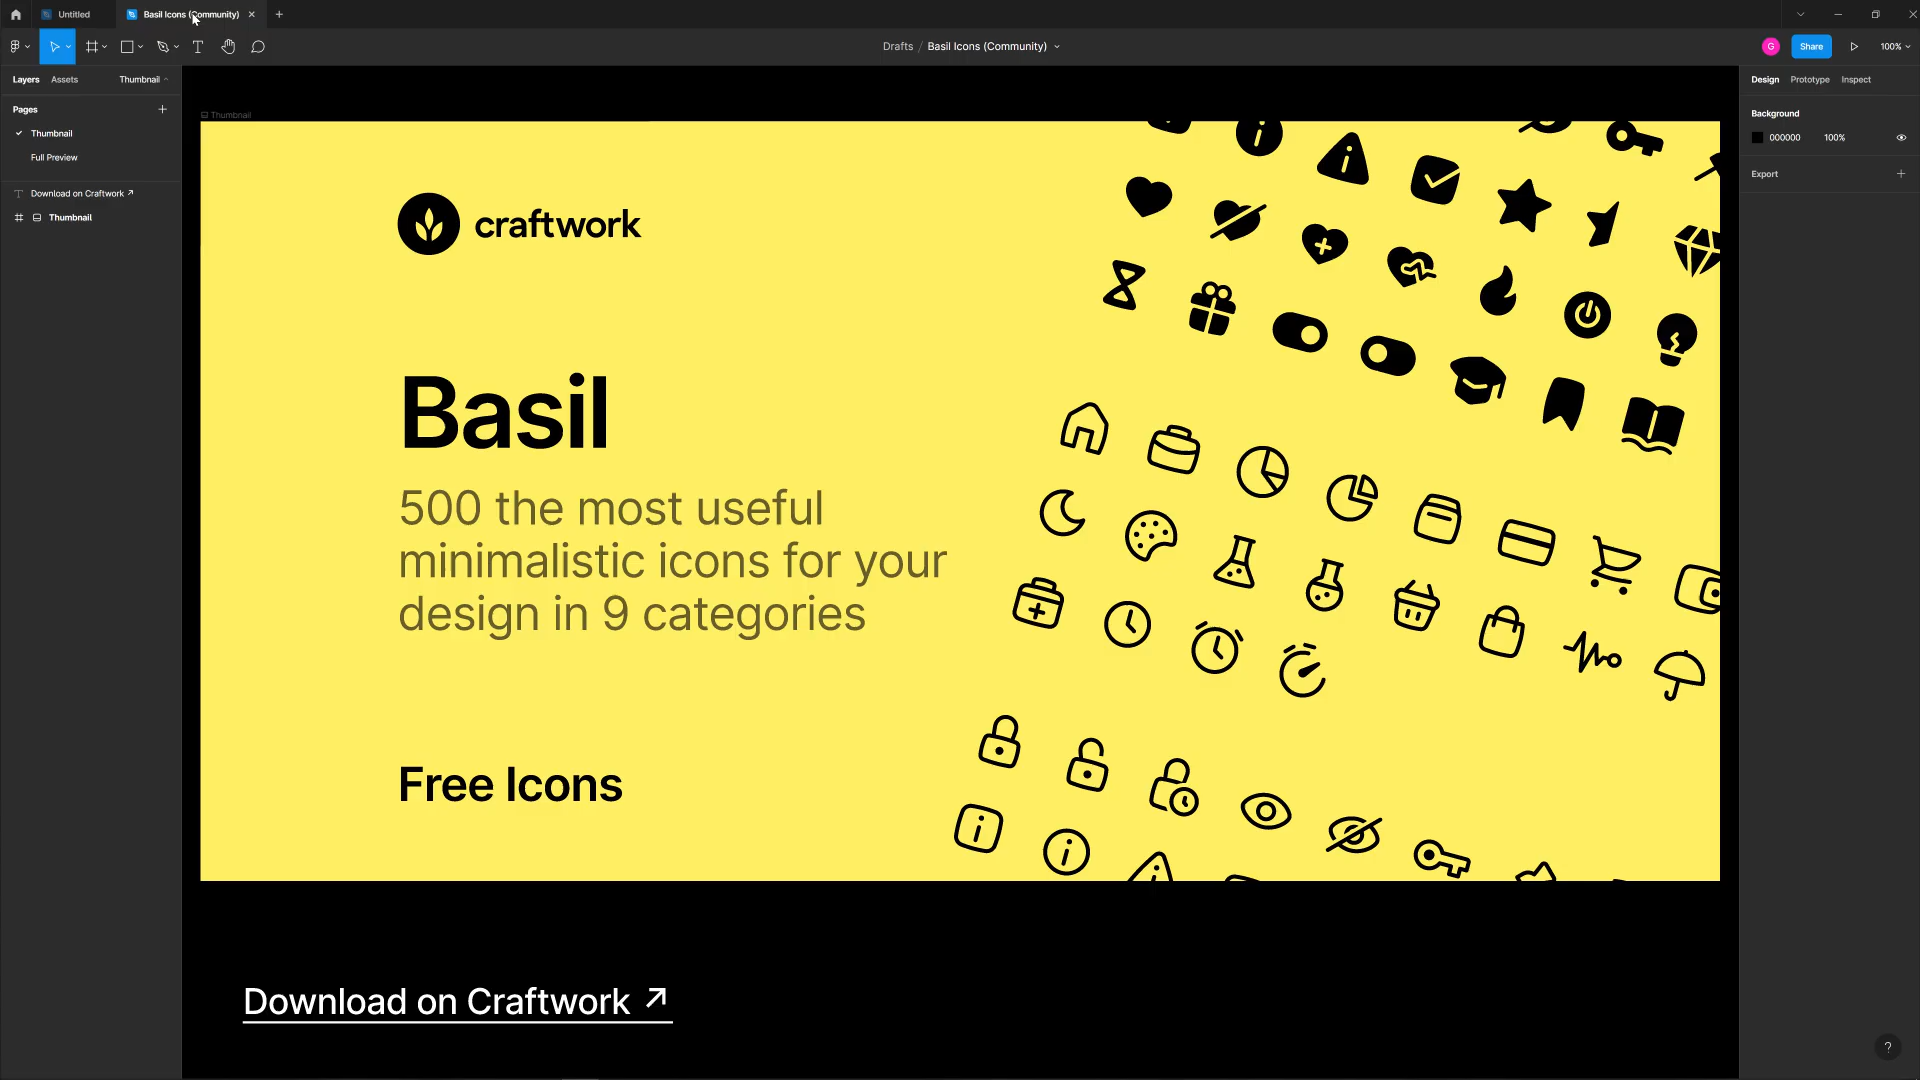 Untitled
Basil Icons (Community)
Drafts / Basil Icons (Community)
G
Share
100%
Layers
Assets
Thumbnail
Pages
Thumbnail
Full Preview
Download on Craftwork ↗
Thumbnail
Thumbnail
craftwork
Basil
500 the most useful
minimalistic icons for your
design in 9 categories
Free Icons
Download on Craftwork ↗
Design
Prototype
Inspect
Background
000000
100%
Export
?